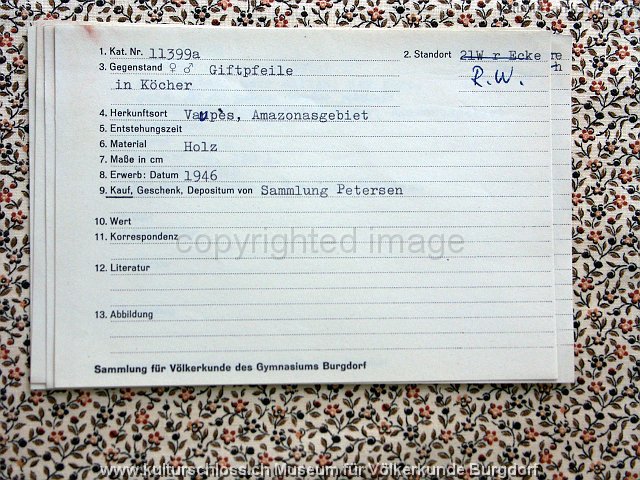 1. Kat. Nr. 11399a 2. Standort 21W r Ecke re
3. Gegenstand ♀ ♂ Giftpfeile h
in Köcher R.W.
4. Herkunftsort Vaupès, Amazonasgebiet
5. Entstehungszeit
6. Material Holz
7. Maße in cm
8. Erwerb: Datum 1946
9. Kauf, Geschenk, Depositum von Sammlung Petersen
10. Wert
11. Korrespondenz
copyrighted image
12. Literatur
13. Abbildung
Sammlung für Völkerkunde des Gymnasiums Burgdorf
www.kulturschloss.ch Museum für Völkerkunde Burgdorf